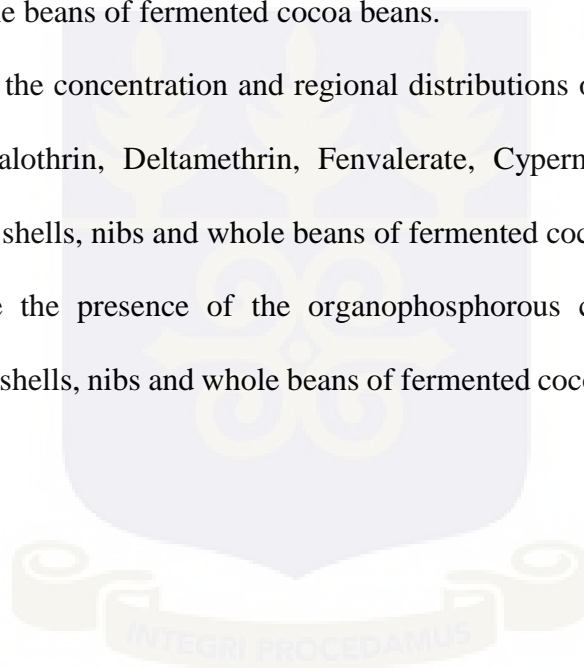 le beans of fermented cocoa beans.
the concentration and regional distributions
alothrin, Deltamethrin, Fenvalerate, Cyperm
shells, nibs and whole beans of fermented coc
e the presence of the organophosphorous
shells, nibs and whole beans of fermented coc
INTEGRI PROCEDAMUS